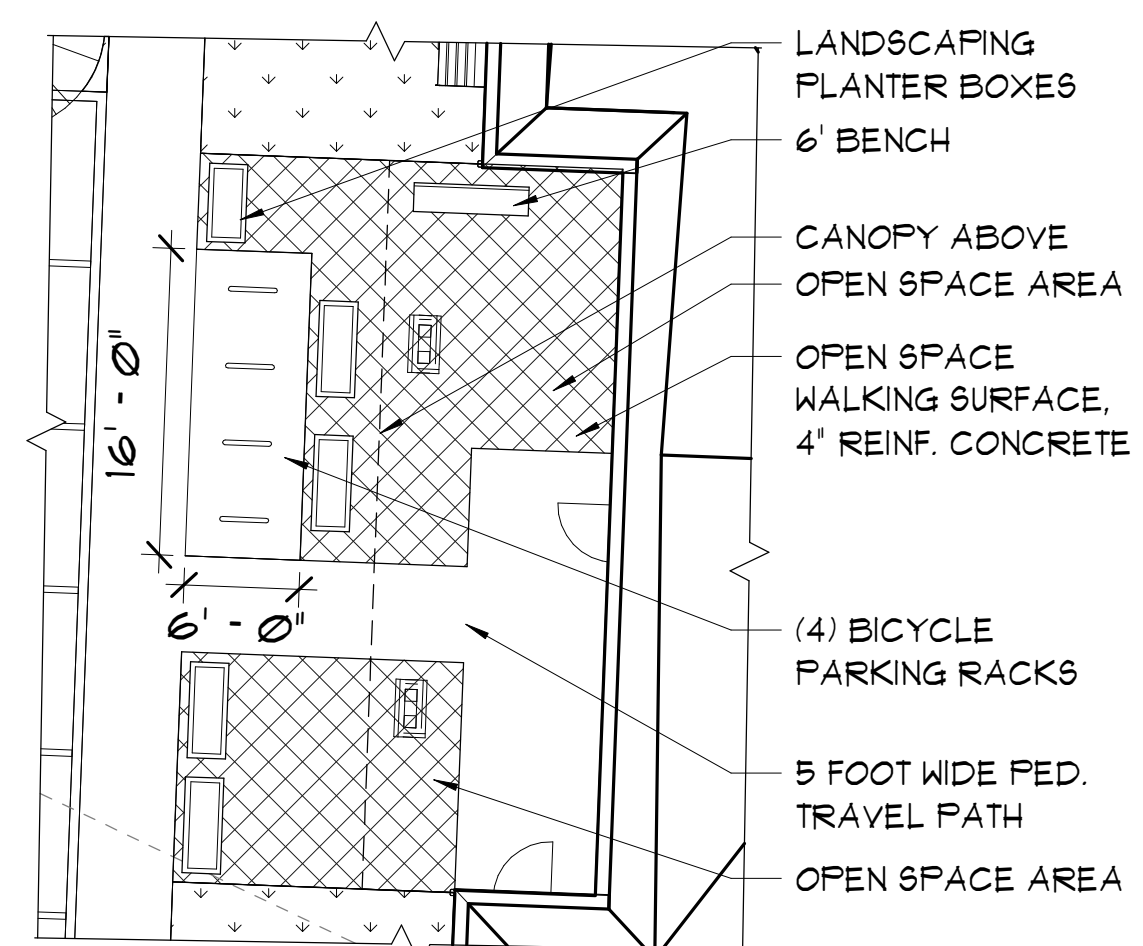 LANDSCAPING
PLANTER BOXES
6' BENCH
CANOPY ABOVE
OPEN SPACE AREA
OPEN SPACE
WALKING SURFACE,
4" REINF. CONCRETE
16' - 0"
6' - 0"
(4) BICYCLE
PARKING RACKS
5 FOOT WIDE PED.
TRAVEL PATH
OPEN SPACE AREA